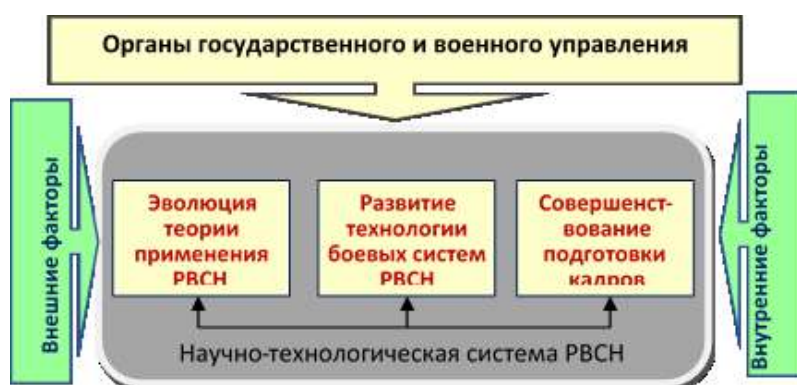 Органы государственного и военного управления
Внешние факторы
Эволюция
теории
применения
РВСН
Развитие
технологии
боевых систем
РВСН
Совершенст-
вование
подготовки
кадров
Внутренние факторы
Научно-технологическая система РВСН